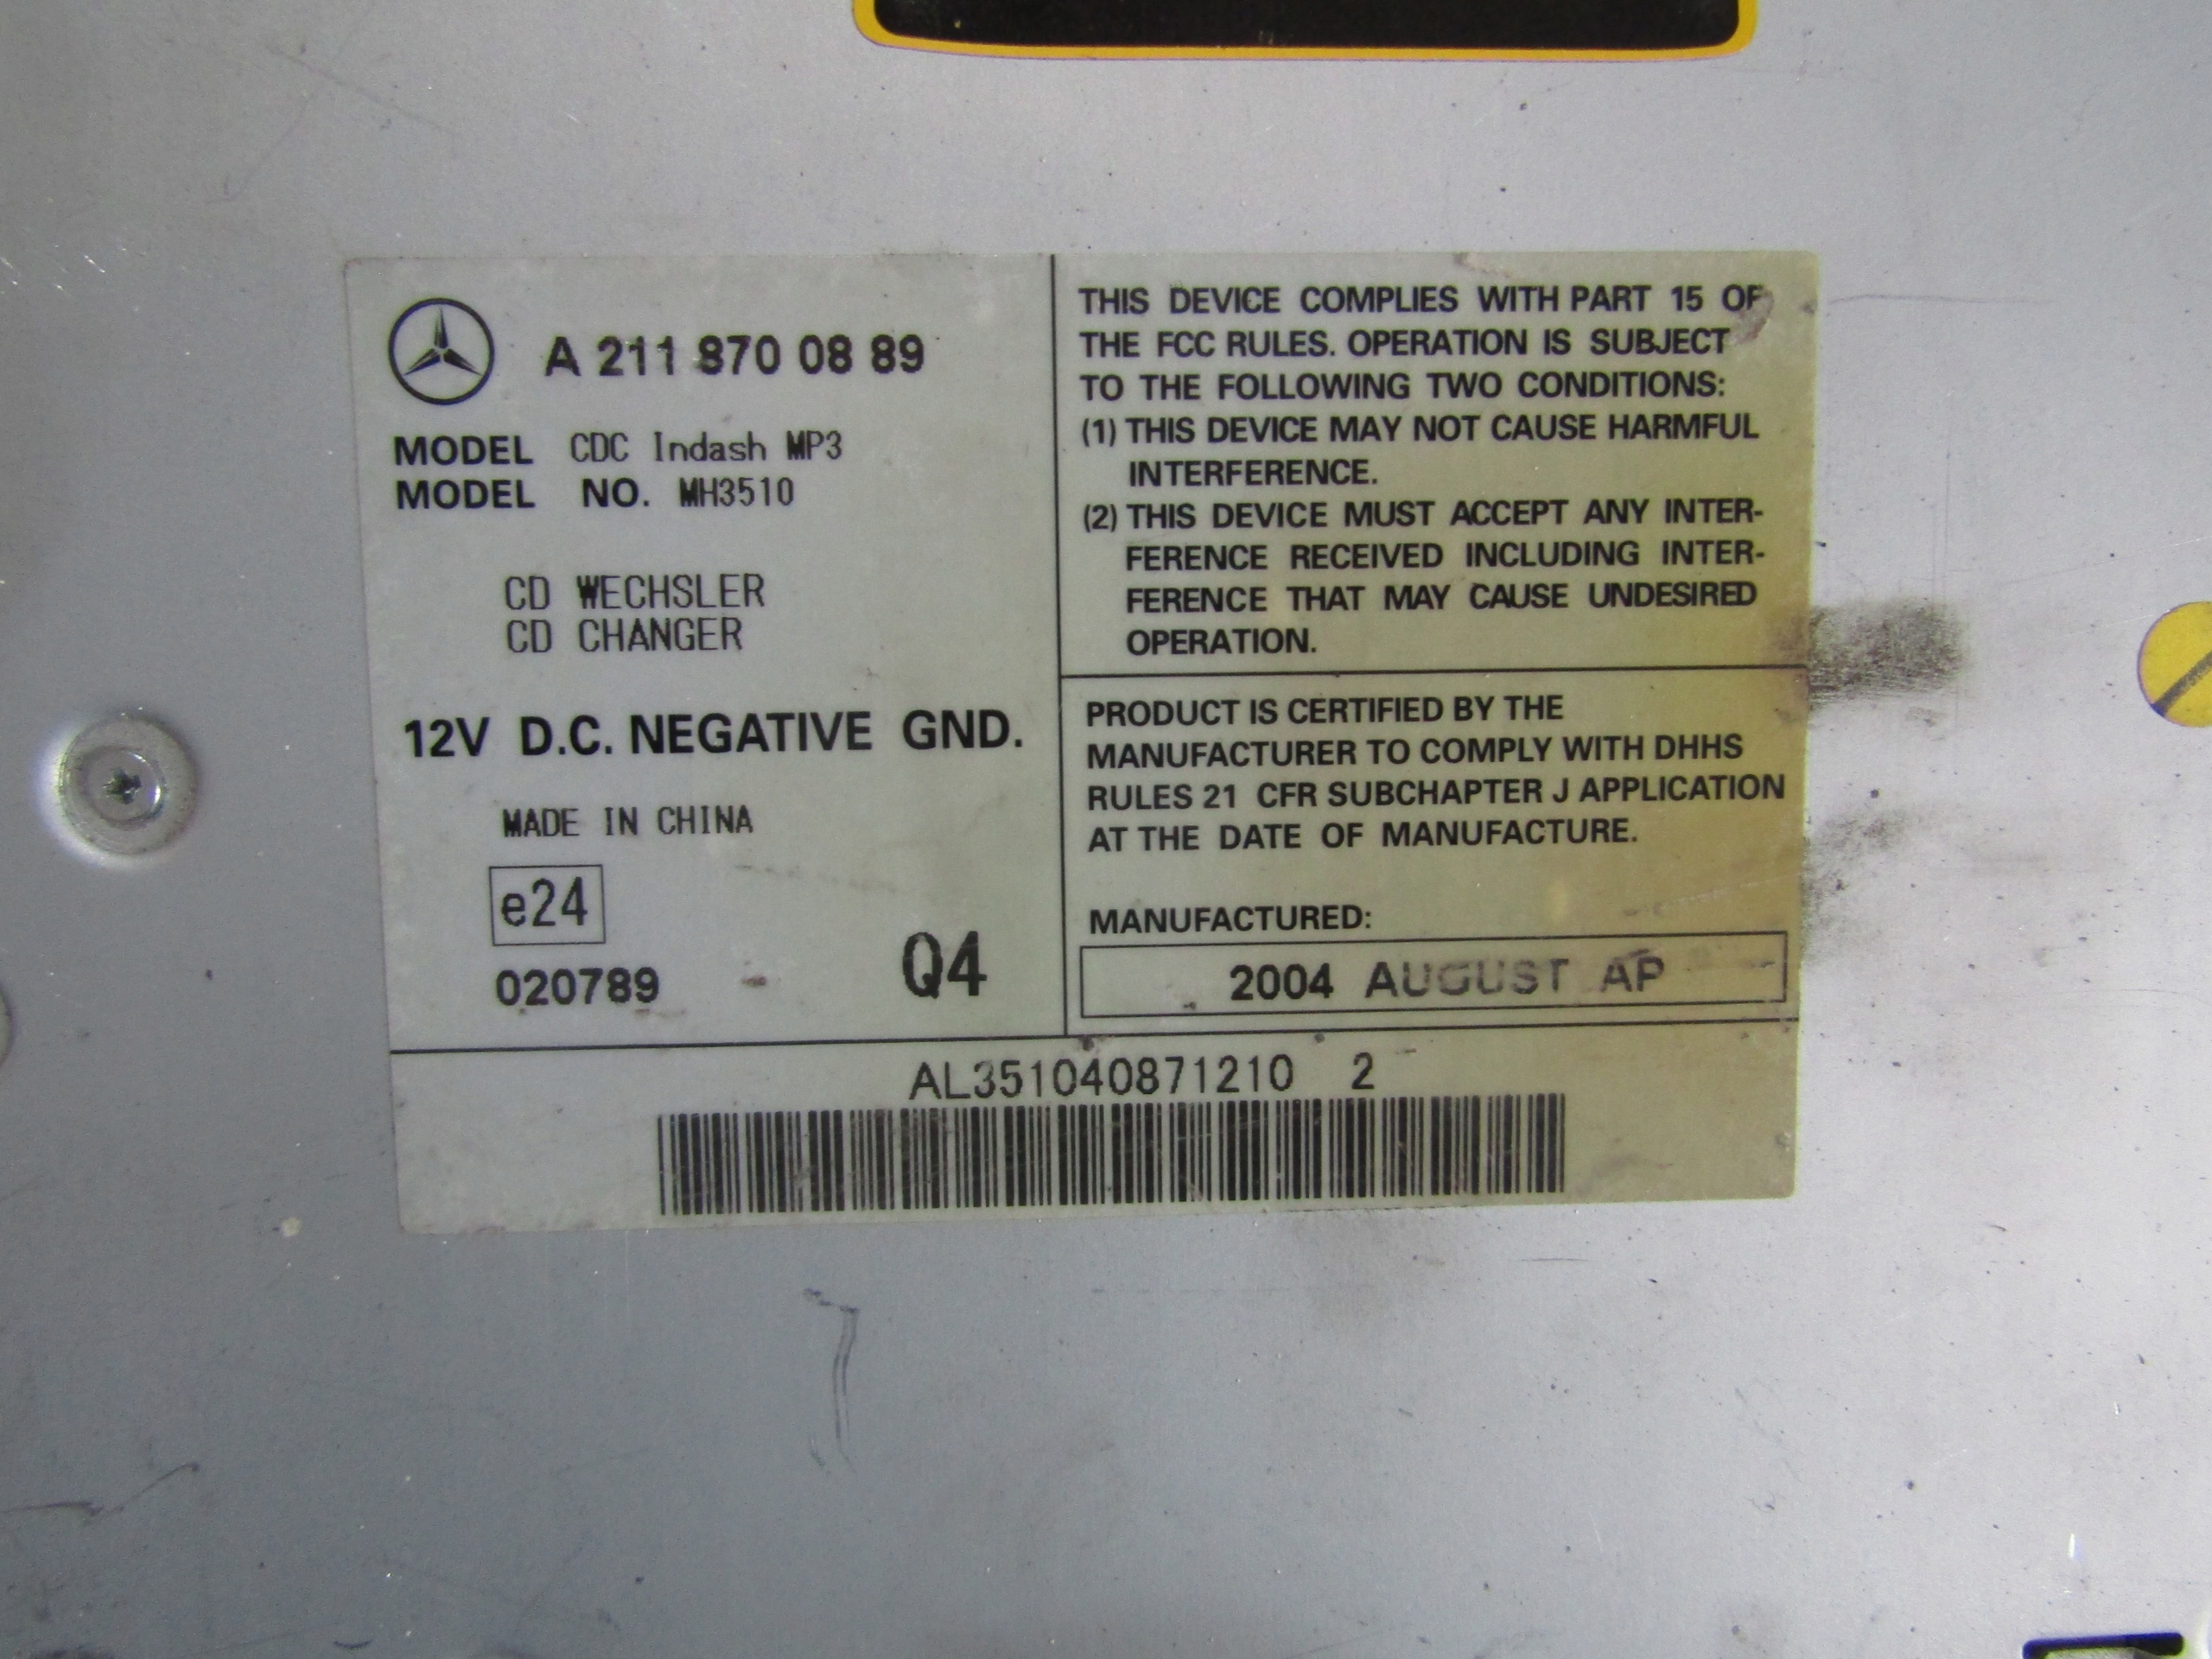 A 211 870 08 89
MODEL CDC Indash MP3
MODEL NO. MH3510
CD WECHSLER
CD CHANGER
12V D.C. NEGATIVE GND.
MADE IN CHINA
e24
020789
Q4
THIS DEVICE COMPLIES WITH PART 15 OF
THE FCC RULES. OPERATION IS SUBJECT
TO THE FOLLOWING TWO CONDITIONS:
(1) THIS DEVICE MAY NOT CAUSE HARMFUL
INTERFERENCE.
(2) THIS DEVICE MUST ACCEPT ANY INTER-
FERENCE RECEIVED INCLUDING INTER-
FERENCE THAT MAY CAUSE UNDESIRED
OPERATION.
PRODUCT IS CERTIFIED BY THE
MANUFACTURER TO COMPLY WITH DHHS
RULES 21 CFR SUBCHAPTER J APPLICATION
AT THE DATE OF MANUFACTURE.
MANUFACTURED:
2004 AUGUST AP
AL351040871210 2